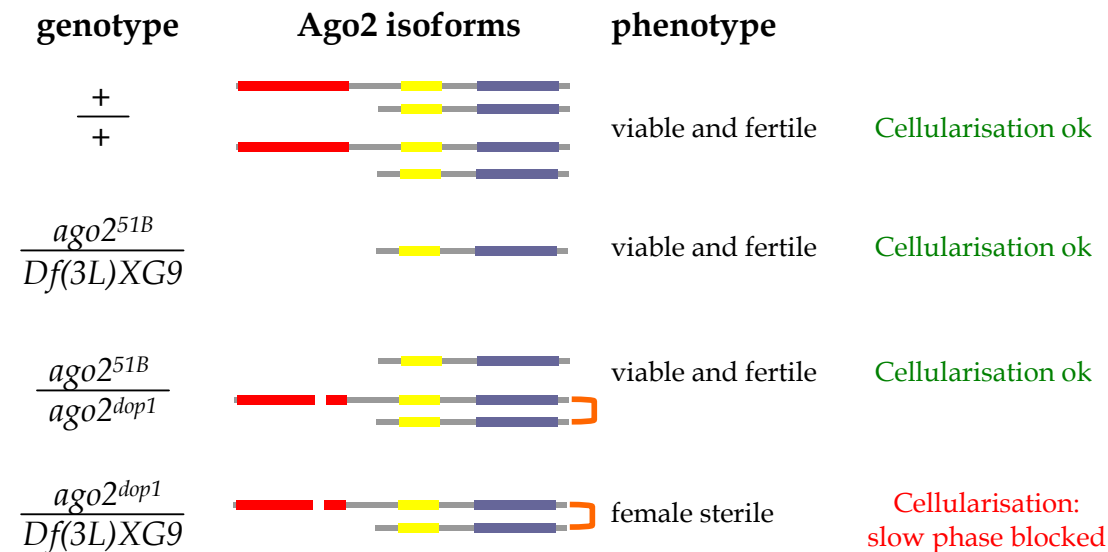 genotype Ago2 isoforms phenotype
+
+
viable and fertile Cellularisation ok
ago2^51B
Df(3L)XG9
viable and fertile Cellularisation ok
ago2^51B
ago2^dop1
viable and fertile Cellularisation ok
ago2^dop1
Df(3L)XG9
female sterile Cellularisation:
slow phase blocked